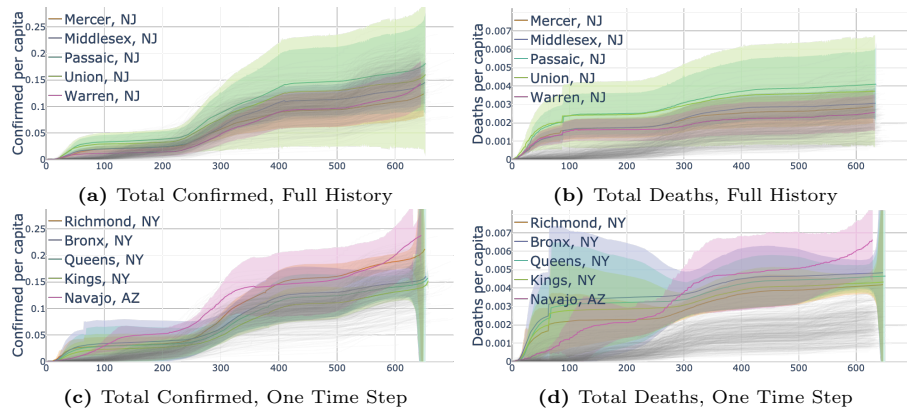 Confirmed per capita
0.25
0.2
0.15
0.1
0.05
0
Mercer, NJ
Middlesex, NJ
Passaic, NJ
Union, NJ
Warren, NJ
0 100 200 300 400 500 600
(a) Total Confirmed, Full History
Deaths per capita
0.007
0.006
0.005
0.004
0.003
0.002
0.001
0
Mercer, NJ
Middlesex, NJ
Passaic, NJ
Union, NJ
Warren, NJ
0 100 200 300 400 500 600
(b) Total Deaths, Full History
Confirmed per capita
0.25
0.2
0.15
0.1
0.05
0
Richmond, NY
Bronx, NY
Queens, NY
Kings, NY
Navajo, AZ
0 100 200 300 400 500 600
(c) Total Confirmed, One Time Step
Deaths per capita
0.007
0.006
0.005
0.004
0.003
0.002
0.001
0
Richmond, NY
Bronx, NY
Queens, NY
Kings, NY
Navajo, AZ
0 100 200 300 400 500 600
(d) Total Deaths, One Time Step